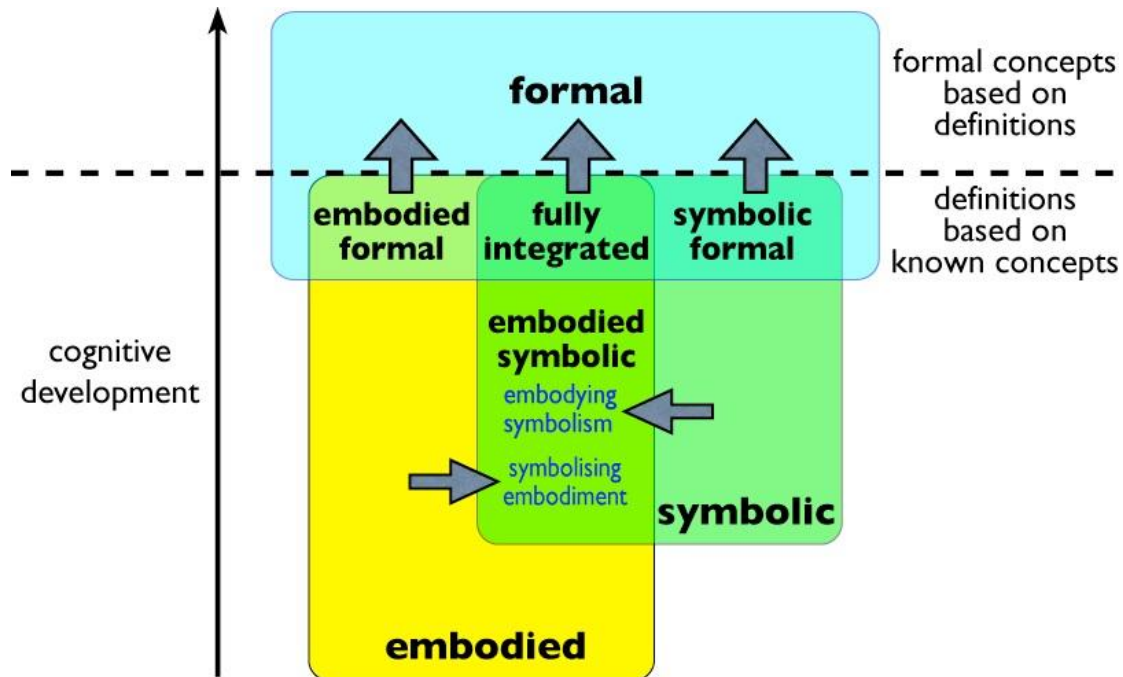 formal
formal concepts
based on
definitions
embodied
formal
fully
integrated
symbolic
formal
definitions
based on
known concepts
embodied
symbolic
embodying
symbolism
symbolising
embodiment
cognitive
development
symbolic
embodied